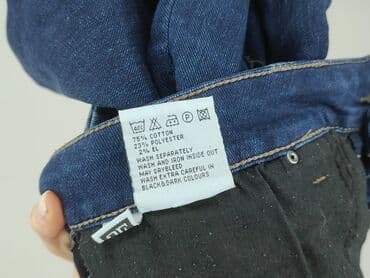 75% COTTON
23% POLYESTER
2% EL
WASH SEPARATELY
WASH AND IRON INSIDE OUT
MAY GRYBLEED
WASH EXTRA CAREFUL IN
BLACK&DARK COLOURS